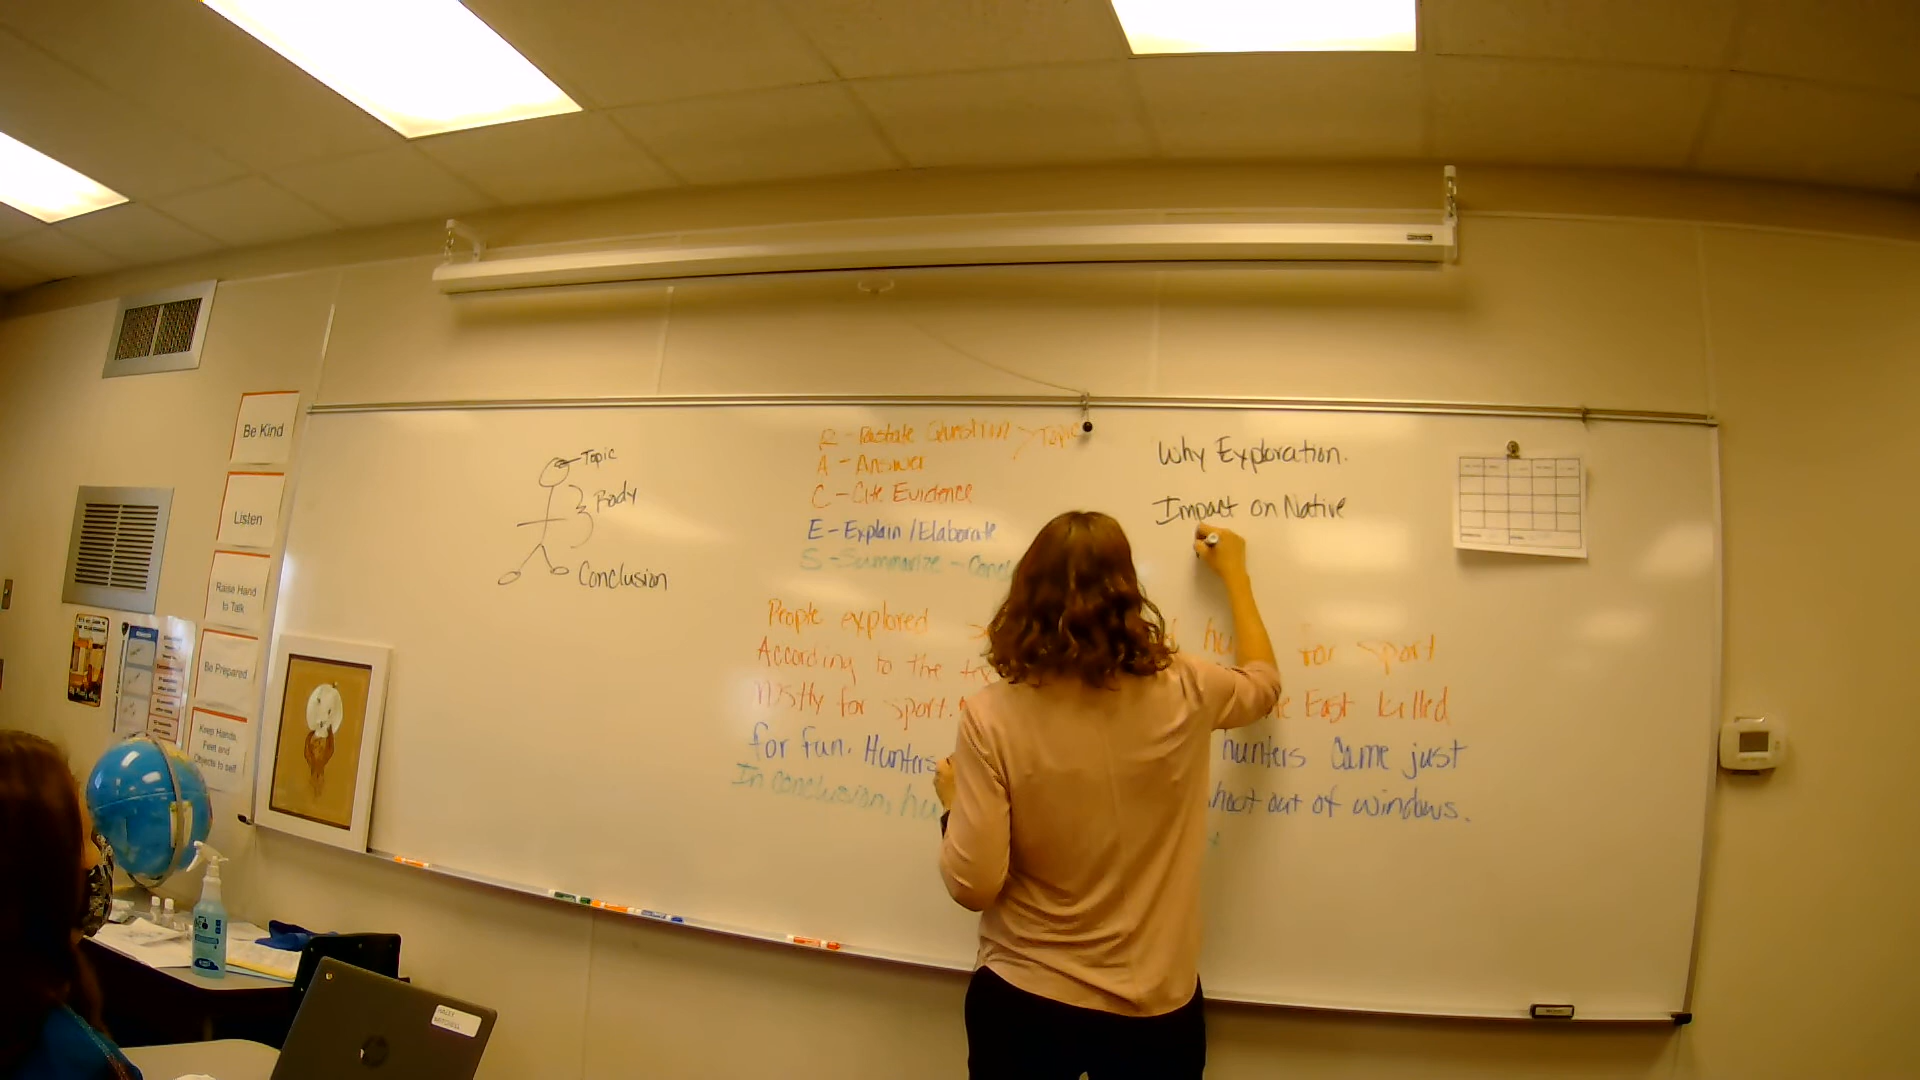 Be Kind
Listen
Raise Hand
to Talk
Be Prepared
Keep Hands,
Feet and
Objects to self
Topic
Body
Conclusion
R - Restate Question > Topic
A - Answer
C - Cite Evidence
E - Explain / Elaborate
S - Summarize - Conc
Why Exploration.
Impact on Native
People explored for sport
According to the
Mostly for sport. East killed
for fun. Hunters hunters came just
In conclusion, hu shoot out of windows.